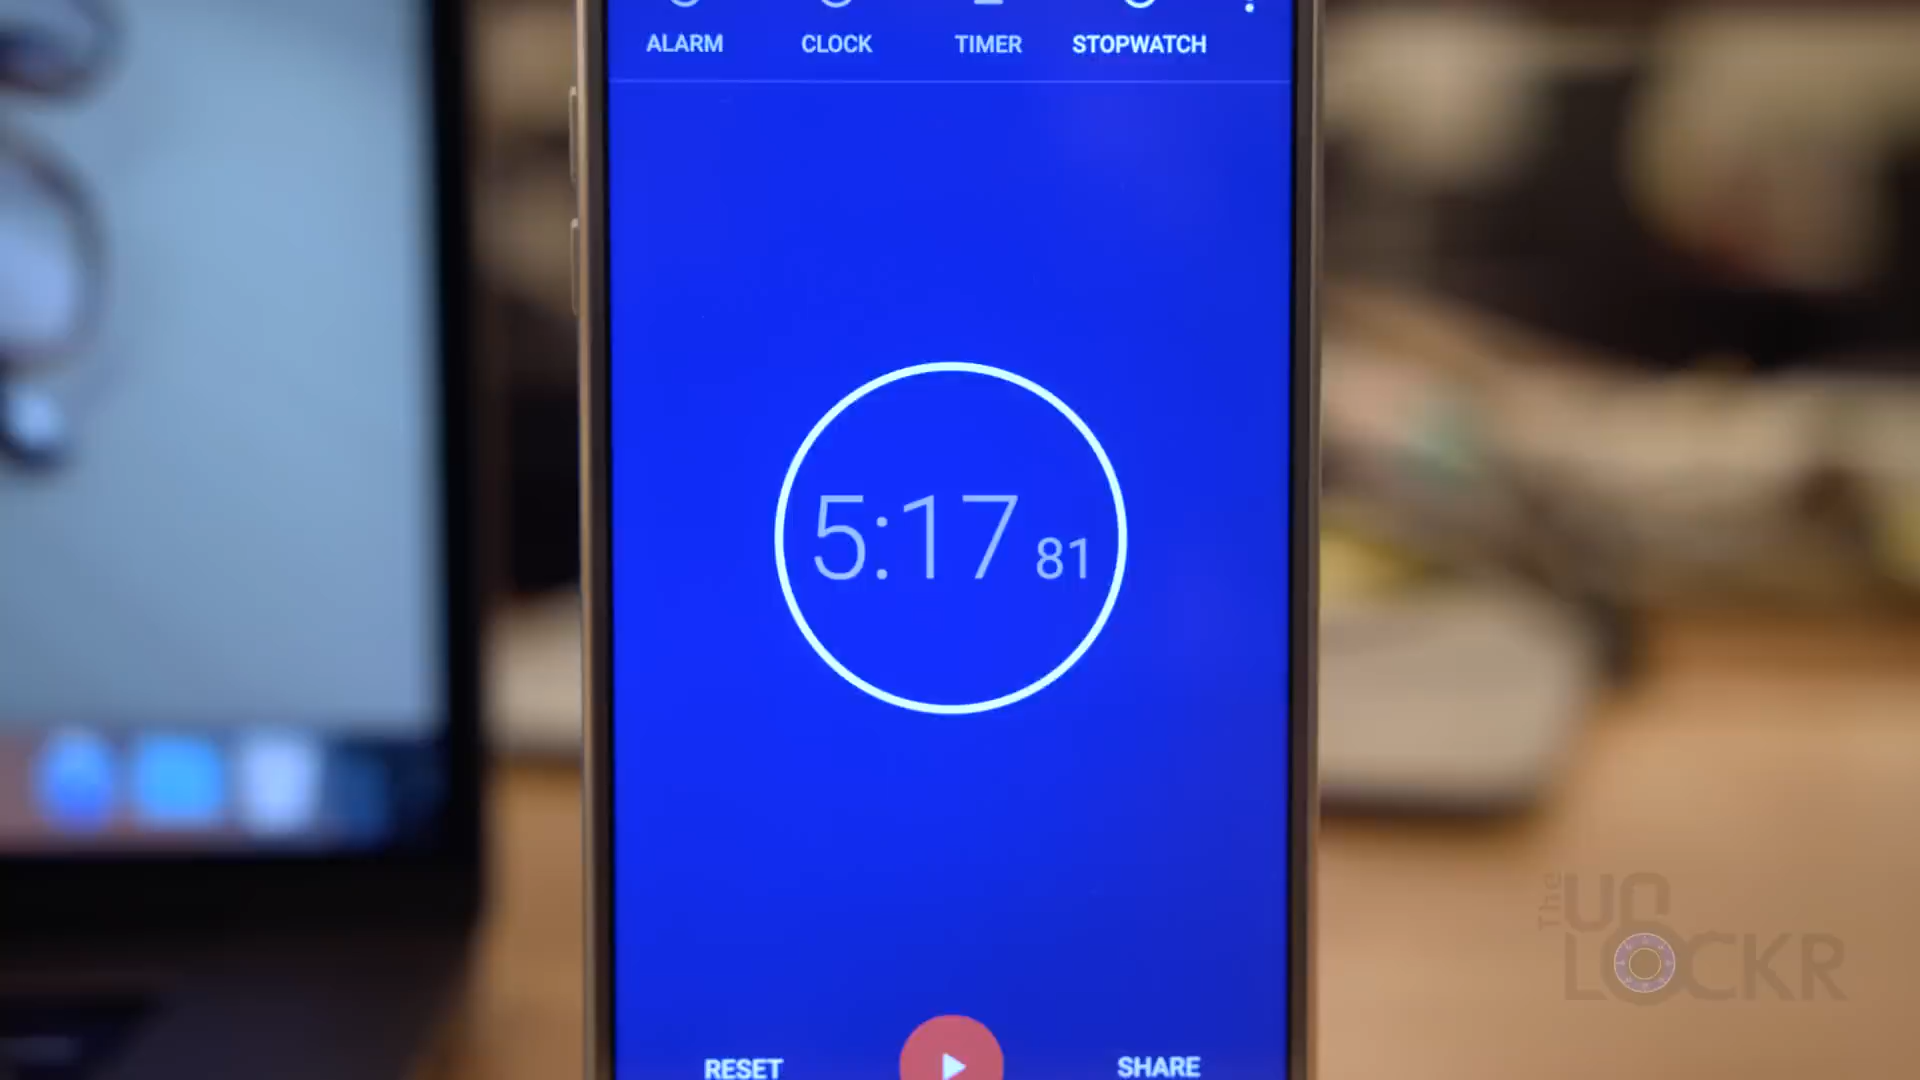 ALARM CLOCK TIMER STOPWATCH
5:17 81
RESET SHARE
The
UN
LOCKR